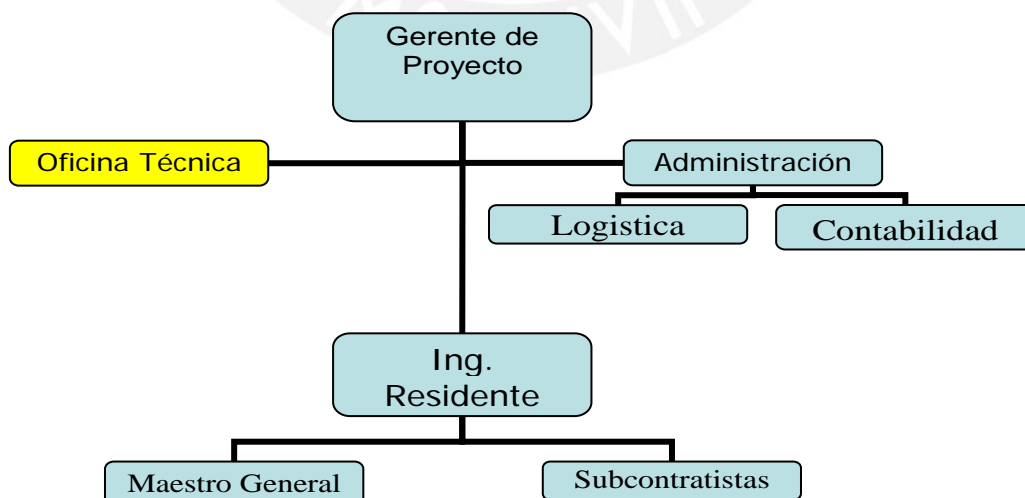 Gerente de
Proyecto
Oficina Técnica
Administración
Logistica
Contabilidad
Ing.
Residente
Maestro General
Subcontratistas